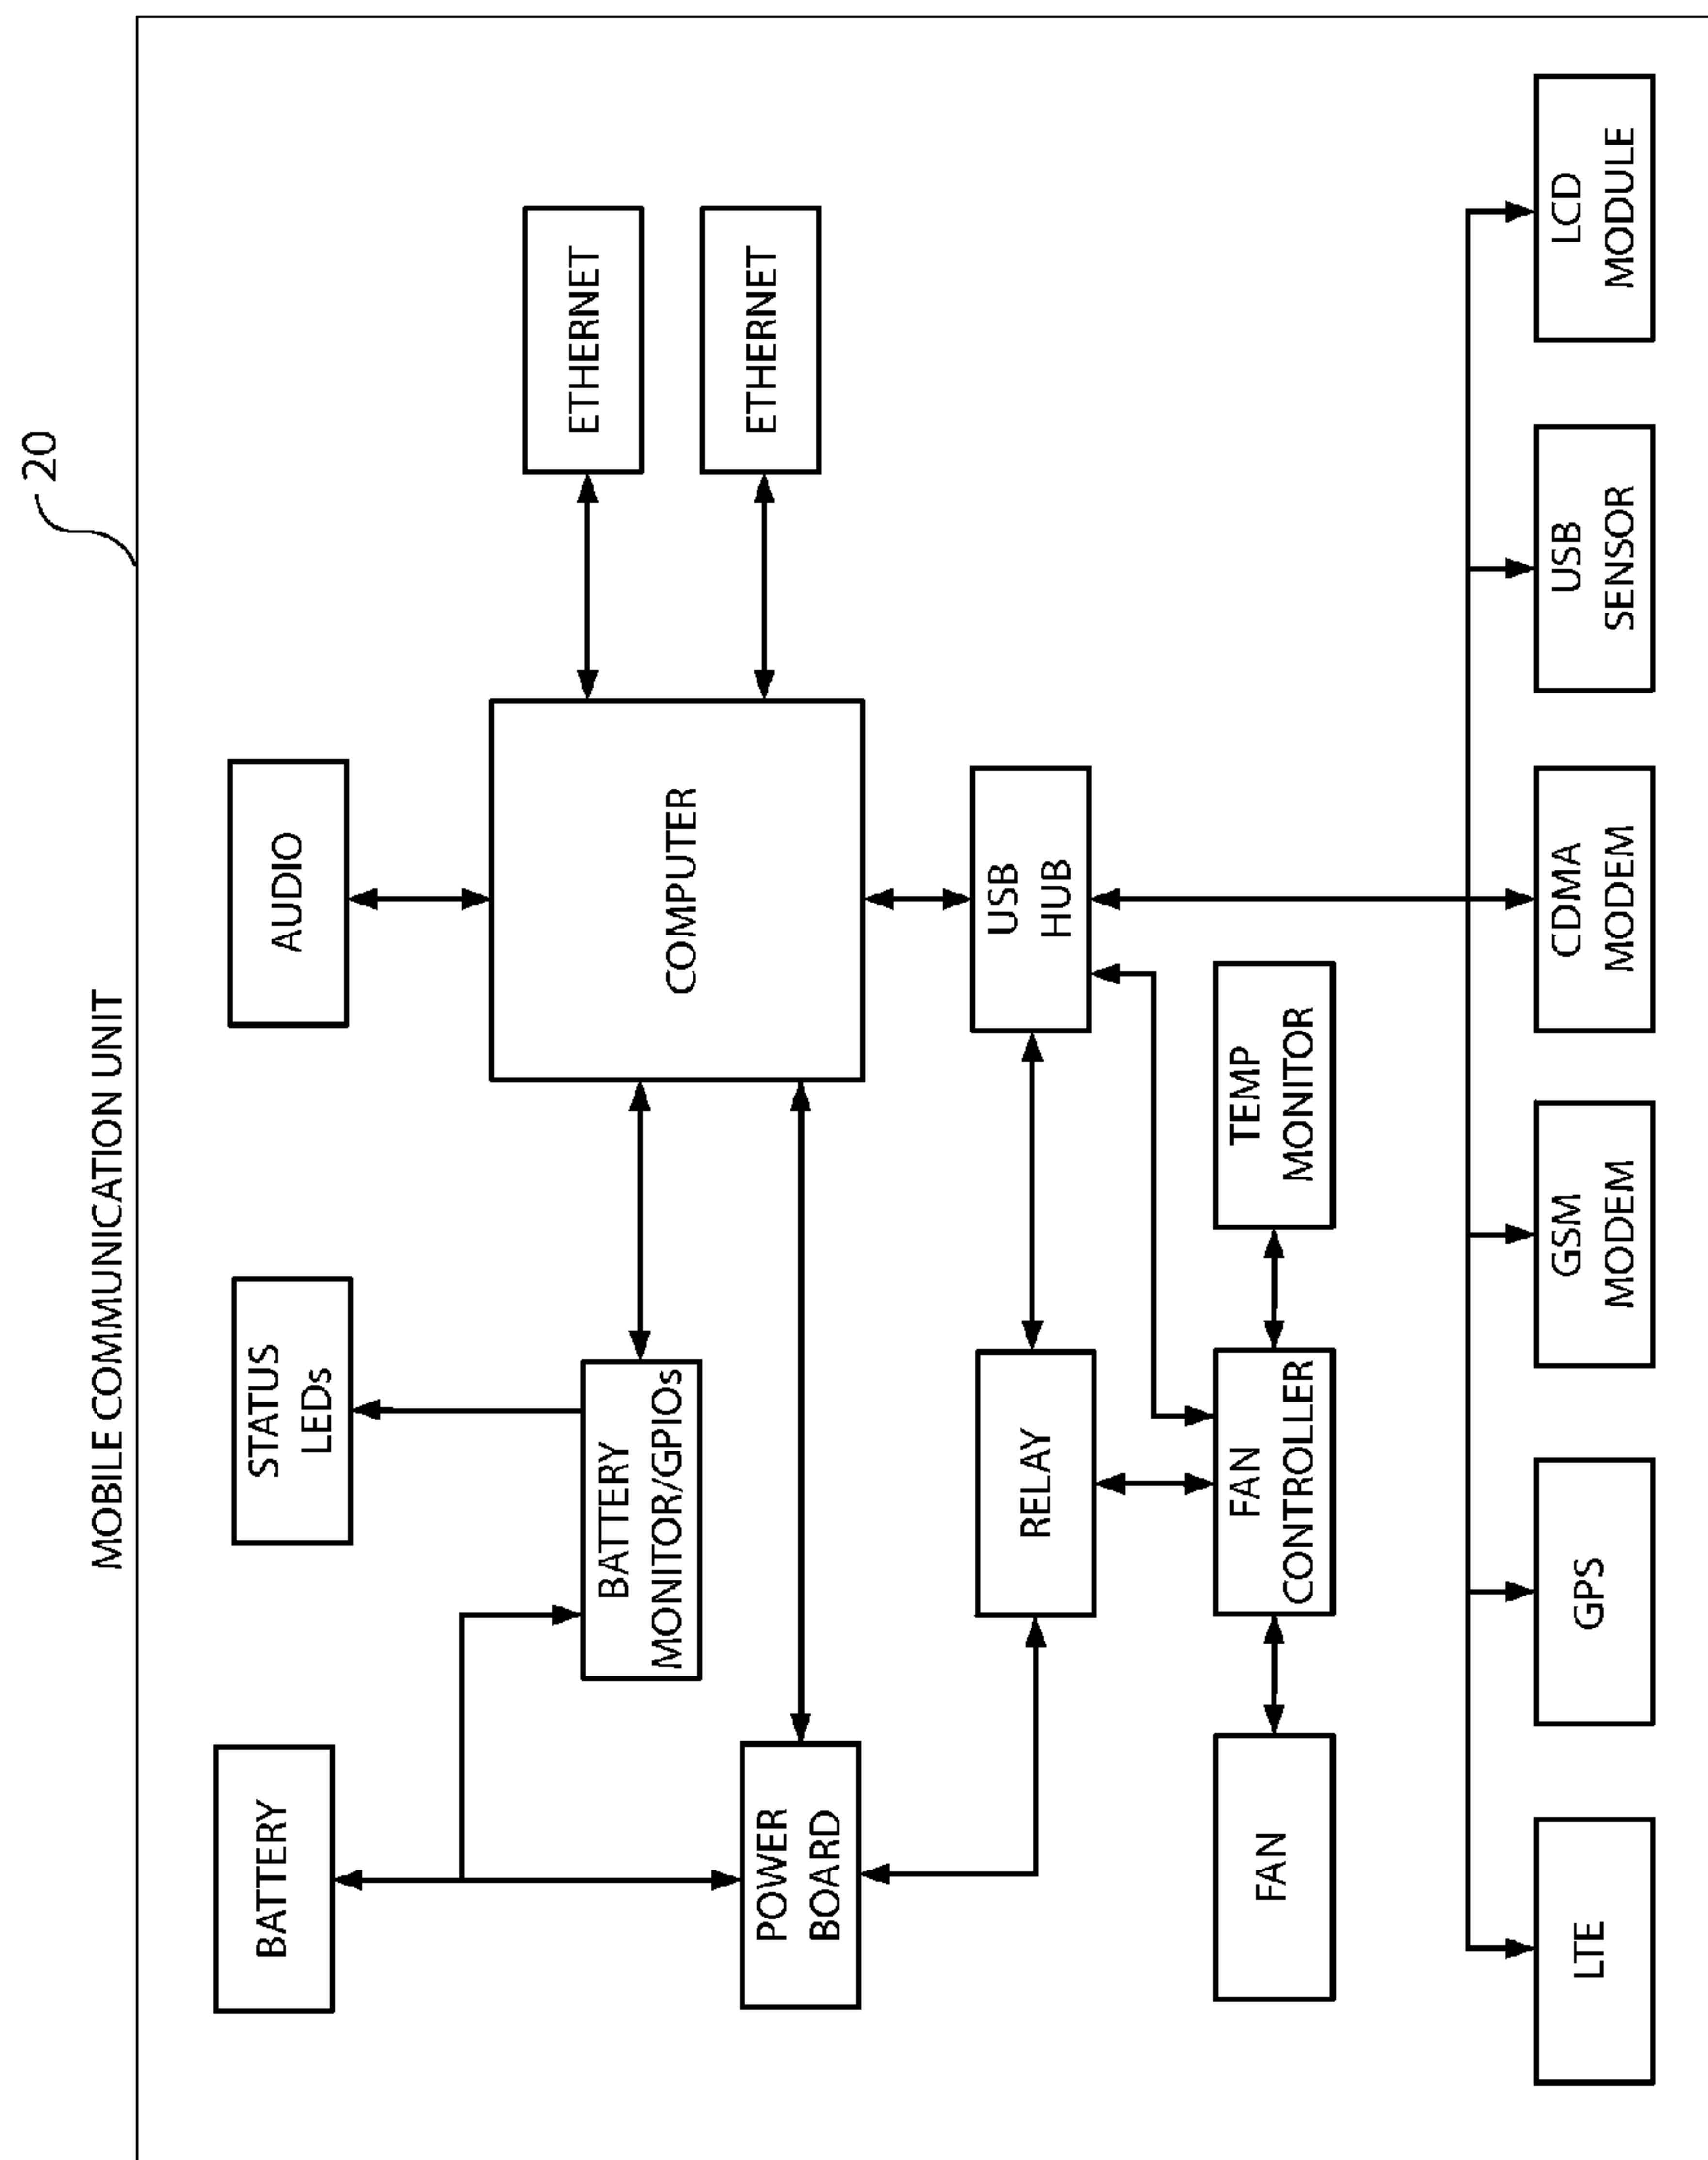 MOBILE COMMUNICATION UNIT
20
BATTERY
STATUS
LEDs
AUDIO
BATTERY
MONITOR/GPIOs
COMPUTER
ETHERNET
ETHERNET
POWER
BOARD
RELAY
USB
HUB
FAN
FAN
CONTROLLER
TEMP
MONITOR
LTE
GPS
GSM
MODEM
CDMA
MODEM
USB
SENSOR
LCD
MODULE